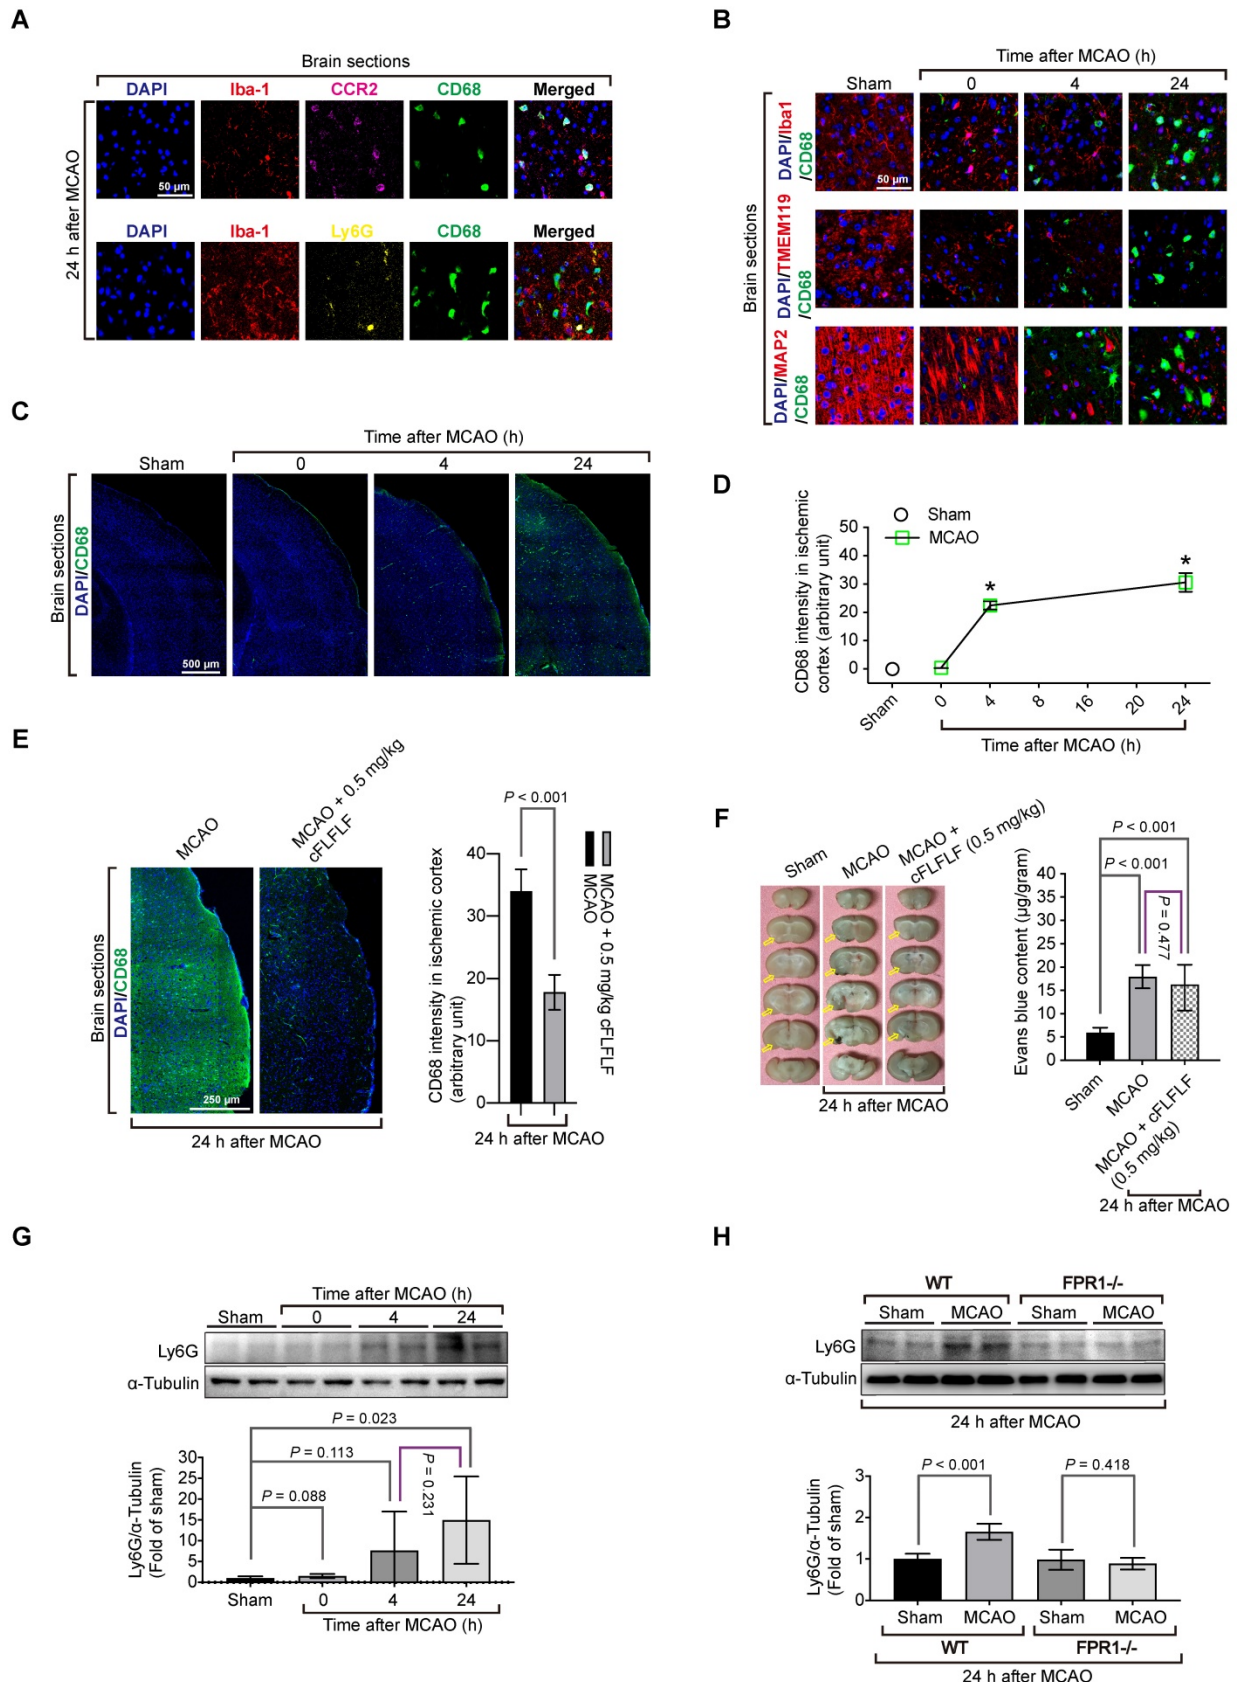 A
Brain sections
DAPI Iba-1 CCR2 CD68 Merged
24 h after MCAO
50 µm
DAPI Iba-1 Ly6G CD68 Merged
B
Time after MCAO (h)
Sham 0 4 24
Brain sections
DAPI/Iba1
/CD68
50 µm
DAPI/TMEM119
/CD68
DAPI/MAP2
/CD68
C
Time after MCAO (h)
Sham 0 4 24
Brain sections
DAPI/CD68
500 µm
D
CD68 intensity in ischemic
cortex (arbitrary unit)
50
40
30
20
10
0
Sham
MCAO
*
*
Sham 0 4 8 16 20 24
Time after MCAO (h)
E
MCAO
MCAO + 0.5 mg/kg
cFLFLF
Brain sections
DAPI/CD68
250 µm
24 h after MCAO
P < 0.001
CD68 intensity in ischemic cortex
(arbitrary unit)
40
30
20
10
0
MCAO + 0.5 mg/kg cFLFLF
MCAO
24 h after MCAO
F
Sham
MCAO
MCAO +
cFLFLF (0.5 mg/kg)
24 h after MCAO
P < 0.001
P < 0.001
P = 0.477
Evans blue content (µg/gram)
40
35
30
25
20
15
10
5
0
Sham
MCAO
MCAO + cFLFLF
(0.5 mg/kg)
24 h after MCAO
G
Time after MCAO (h)
Sham 0 4 24
Ly6G
α-Tubulin
P = 0.023
P = 0.113
P = 0.088
P = 0.231
Ly6G/α-Tubulin
(Fold of sham)
30
25
20
15
10
5
0
Sham 0 4 24
Time after MCAO (h)
H
WT FPR1-/-
Sham MCAO Sham MCAO
Ly6G
α-Tubulin
24 h after MCAO
P < 0.001 P = 0.418
Ly6G/α-Tubulin
(Fold of sham)
3
2
1
0
Sham MCAO Sham MCAO
WT FPR1-/-
24 h after MCAO